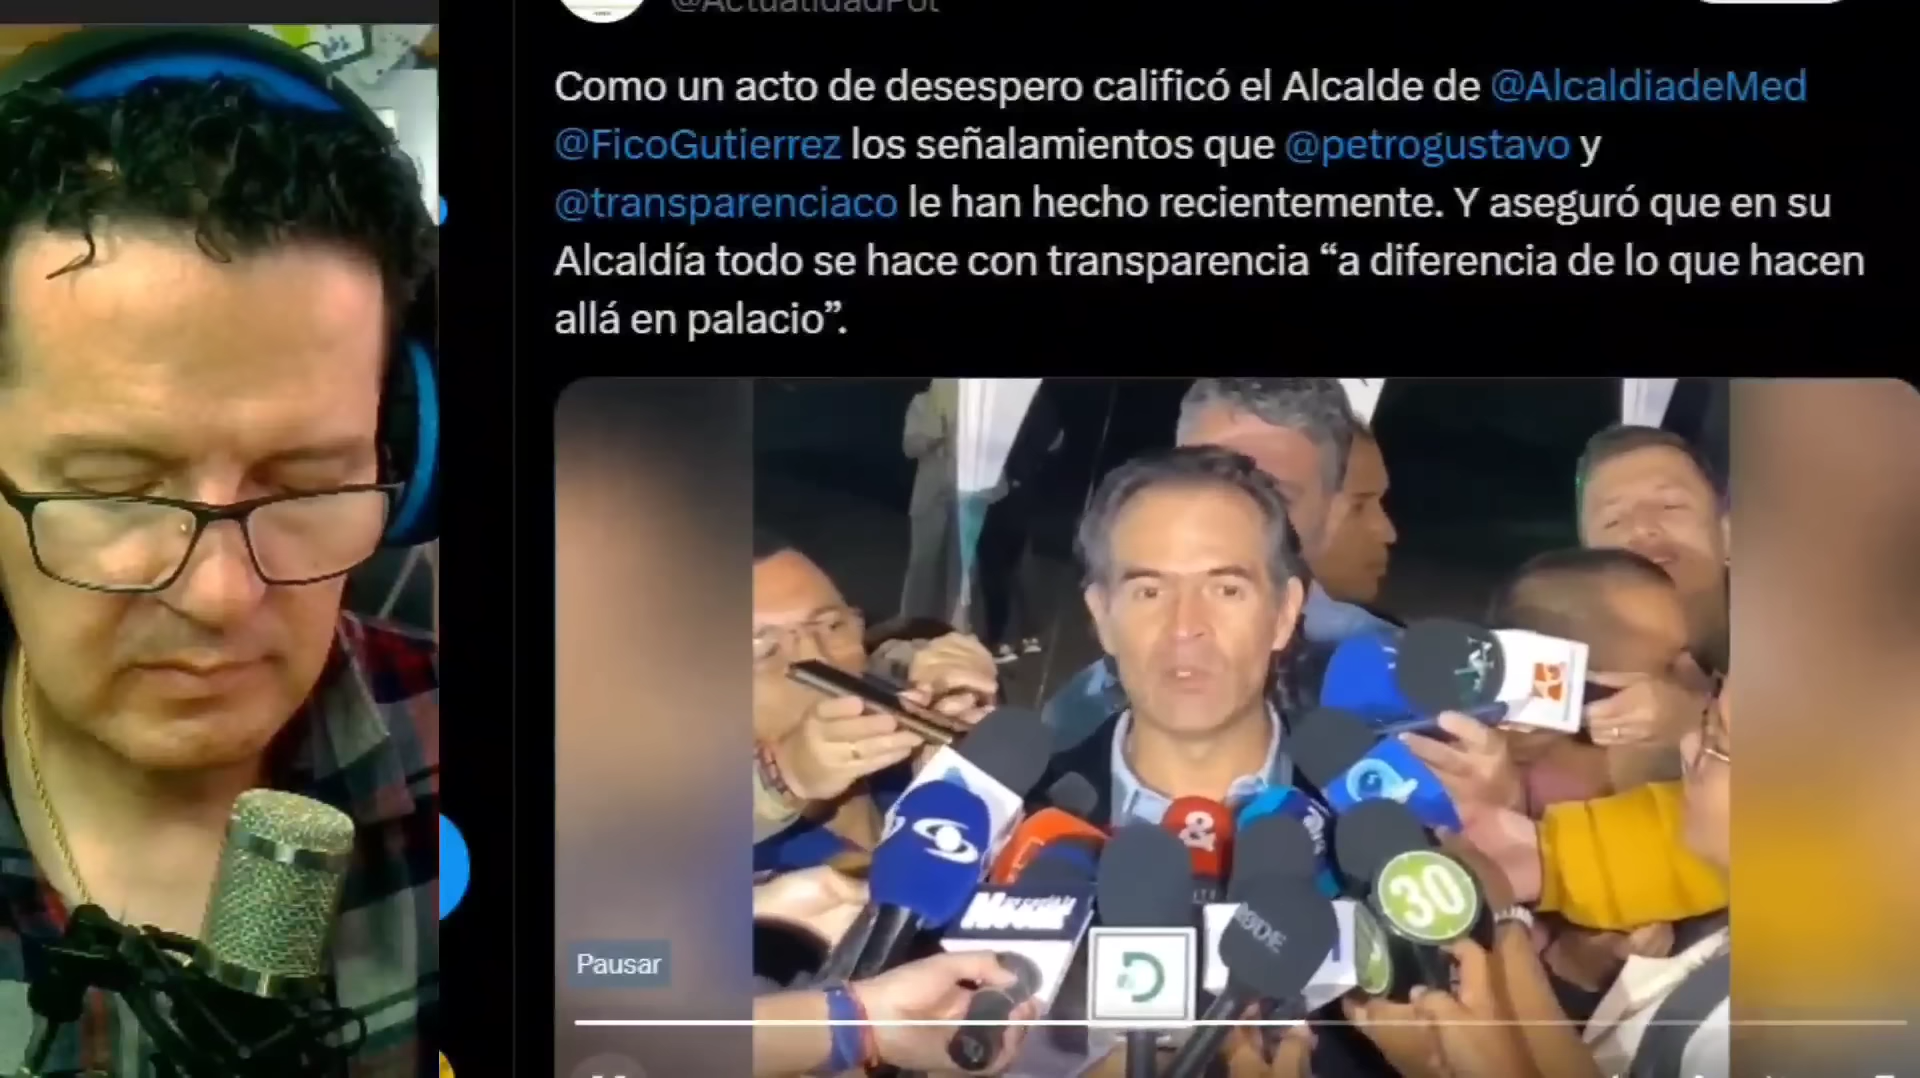 @ActualidadPol
Como un acto de desespero calificó el Alcalde de @AlcaldiadeMed
@FicoGutierrez los señalamientos que @petrogustavo y
@transparenciaco le han hecho recientemente. Y aseguró que en su
Alcaldía todo se hace con transparencia “a diferencia de lo que hacen
allá en palacio”.
&
30
D
Pausar